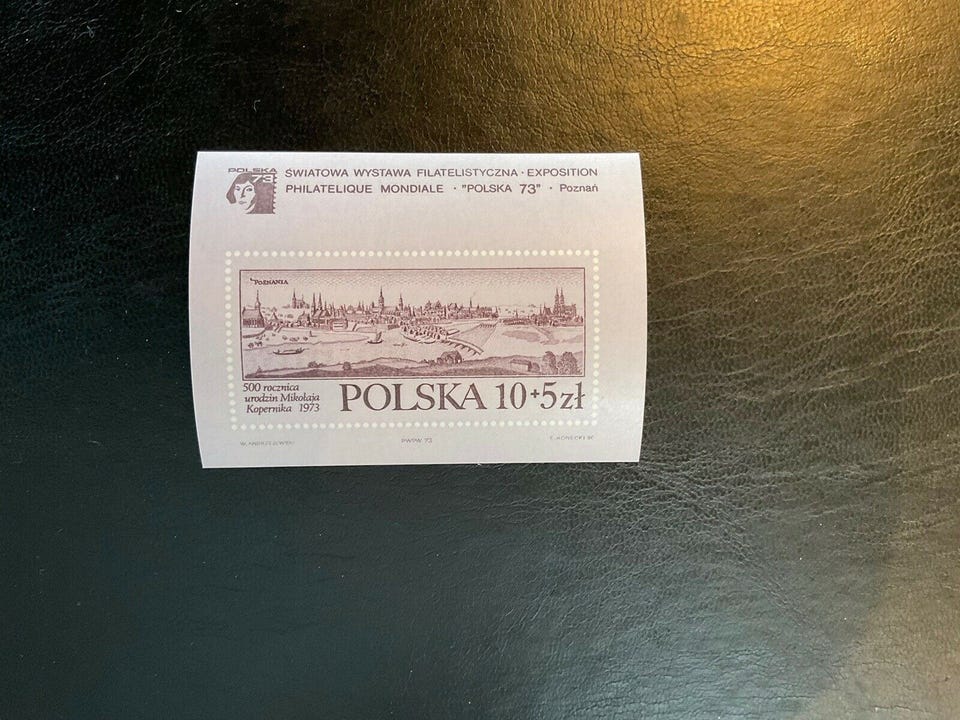 POLSKA
73
ŚWIATOWA WYSTAWA FILATELISTYCZNA · EXPOSITION
PHILATELIQUE MONDIALE · "POLSKA 73" · Poznań
POZNANIA
500 rocznica
urodzin Mikołaja
Kopernika 1973
POLSKA 10+5zł
W. ANDRZEJEWSKI
PWPW 73